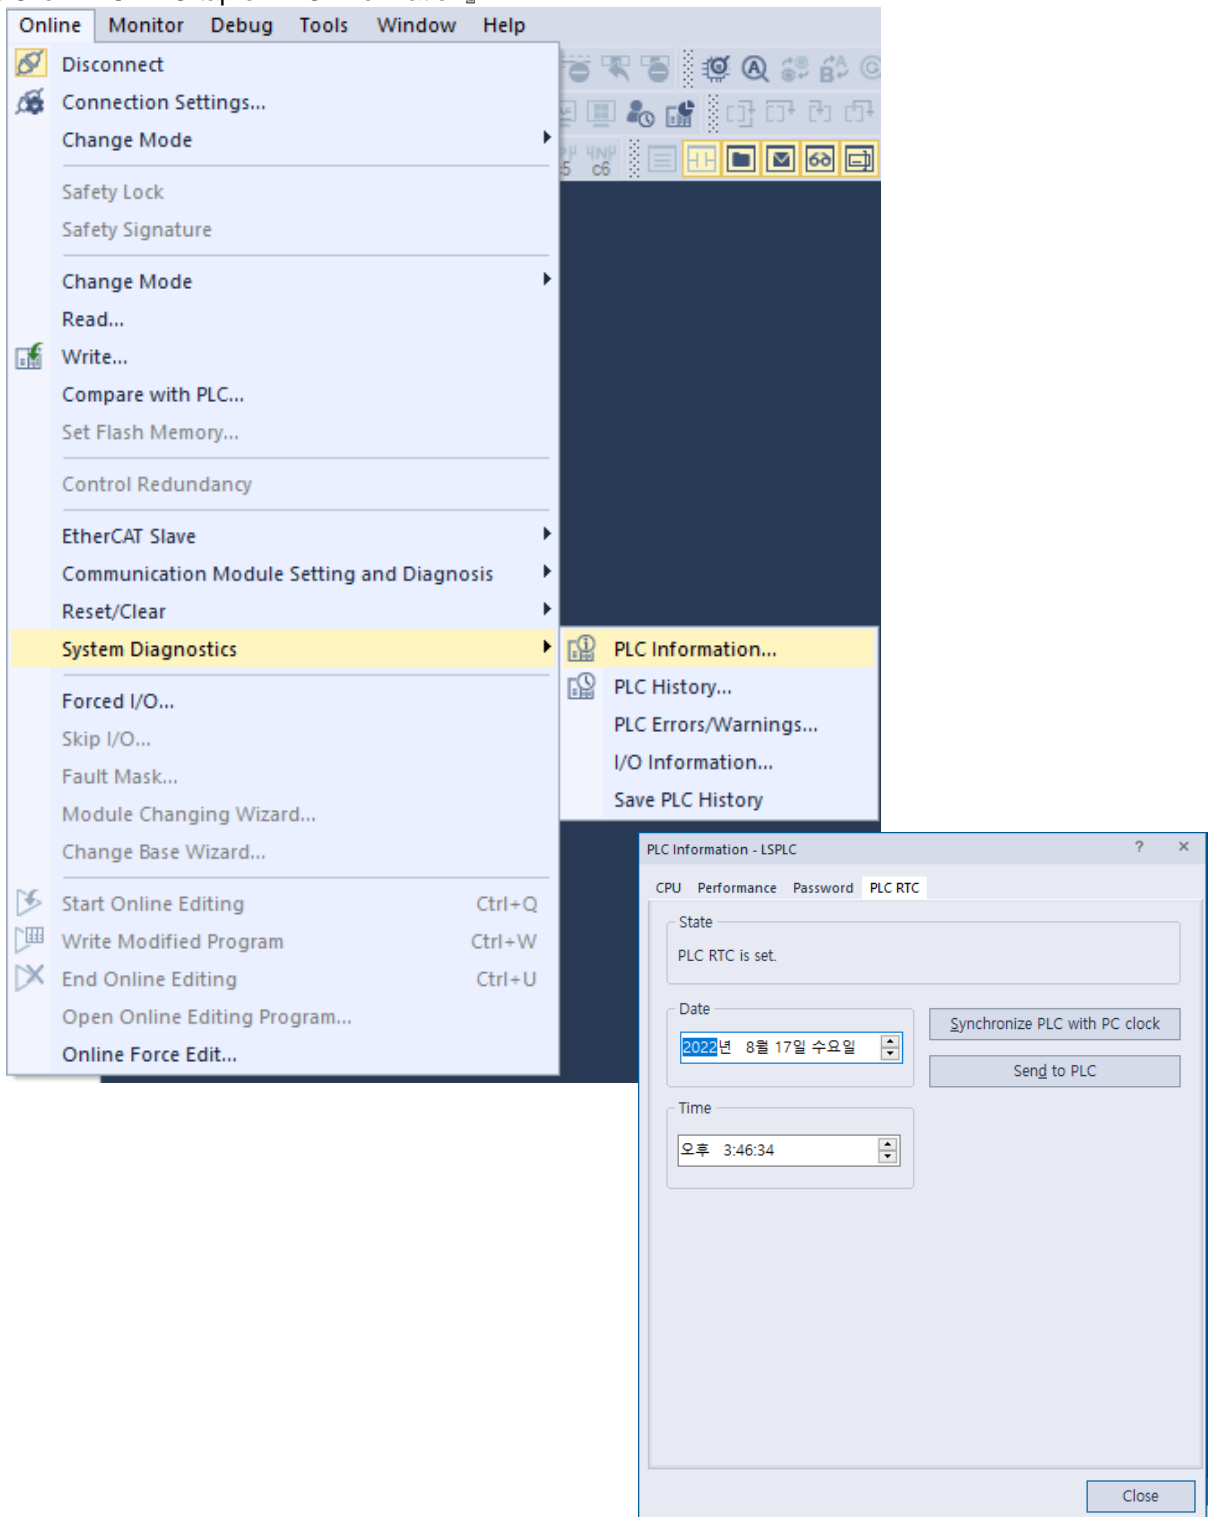 Online Monitor Debug Tools Window Help
Disconnect
Connection Settings...
Change Mode
Safety Lock
Safety Signature
Change Mode
Read...
Write...
Compare with PLC...
Set Flash Memory...
Control Redundancy
EtherCAT Slave
Communication Module Setting and Diagnosis
Reset/Clear
System Diagnostics
PLC Information...
PLC History...
PLC Errors/Warnings...
I/O Information...
Save PLC History
Forced I/O...
Skip I/O...
Fault Mask...
Module Changing Wizard...
Change Base Wizard...
Start Online Editing Ctrl+Q
Write Modified Program Ctrl+W
End Online Editing Ctrl+U
Open Online Editing Program...
Online Force Edit...
PLC Information - LSPLC ? ×
CPU Performance Password PLC RTC
State
PLC RTC is set.
Date
2022년 8월 17일 수요일
Synchronize PLC with PC clock
Send to PLC
Time
오후 3:46:34
Close